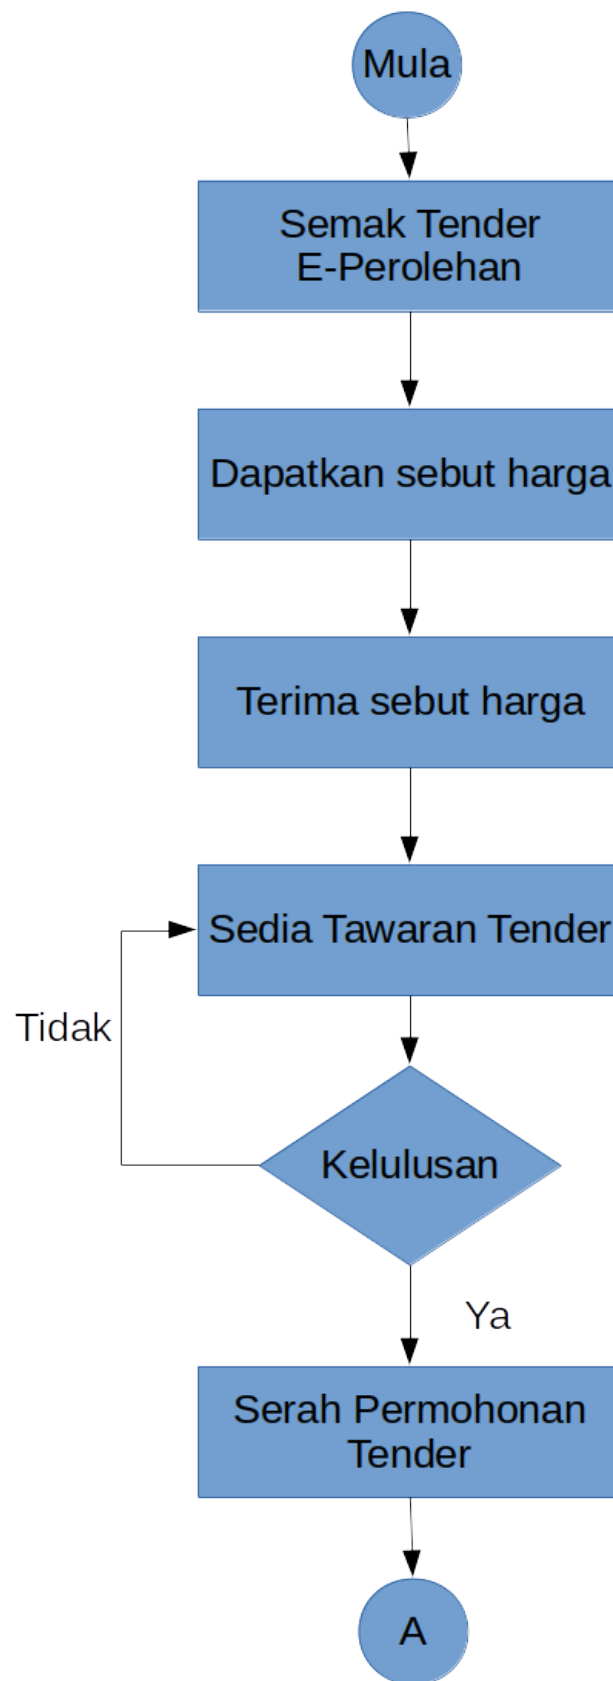 Mula
Semak Tender
E-Perolehan
Dapatkan sebut harga
Terima sebut harga
Sedia Tawaran Tender
Tidak
Kelulusan
Ya
Serah Permohonan
Tender
A